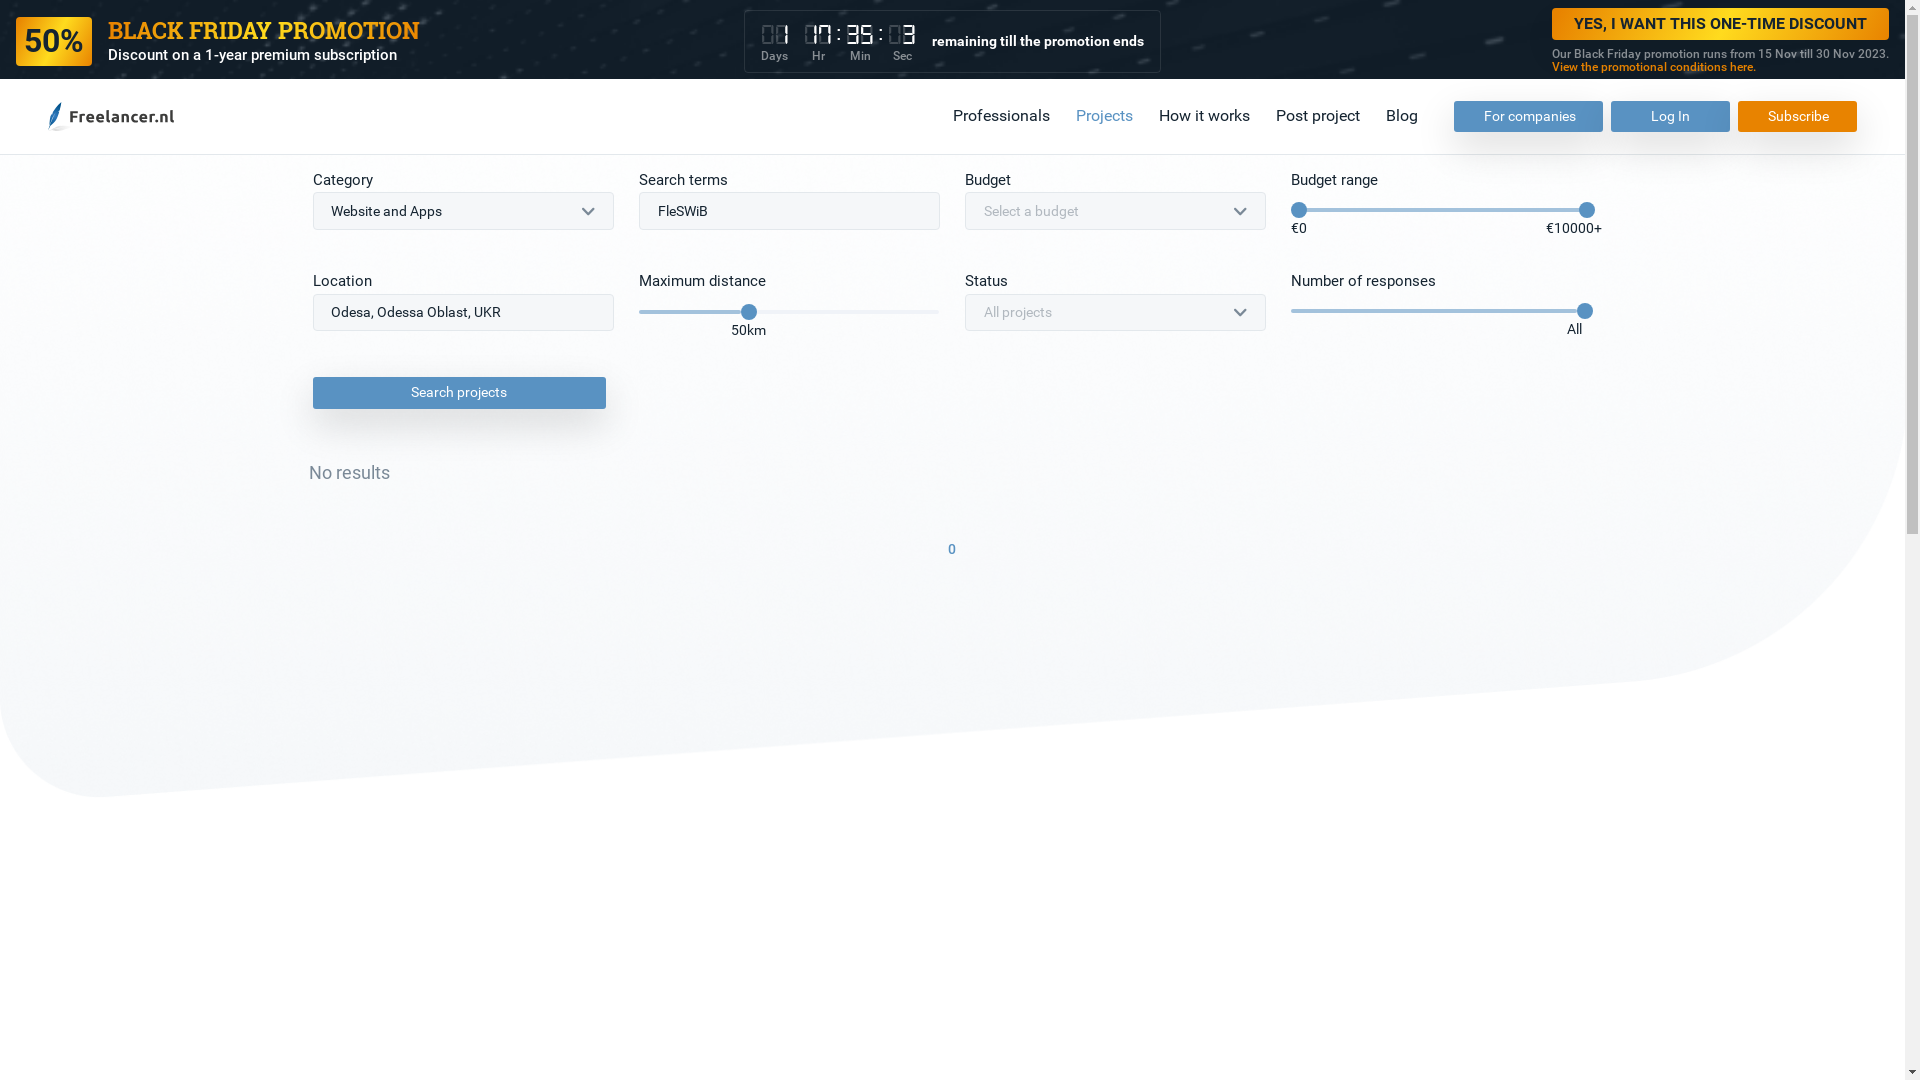 50%
BLACK FRIDAY PROMOTION
Discount on a 1-year premium subscription
1 17 : 35 : 3
Days Hr Min Sec
remaining till the promotion ends
YES, I WANT THIS ONE-TIME DISCOUNT
Our Black Friday promotion runs from 15 Nov till 30 Nov 2023.
View the promotional conditions here.
Freelancer.nl
Professionals Projects How it works Post project Blog For companies Log In Subscribe
Category Search terms Budget Budget range
Website and Apps FleSWiB Select a budget
€0 €10000+
Location Maximum distance Status Number of responses
Odesa, Odessa Oblast, UKR All projects
50km All
Search projects
No results
0